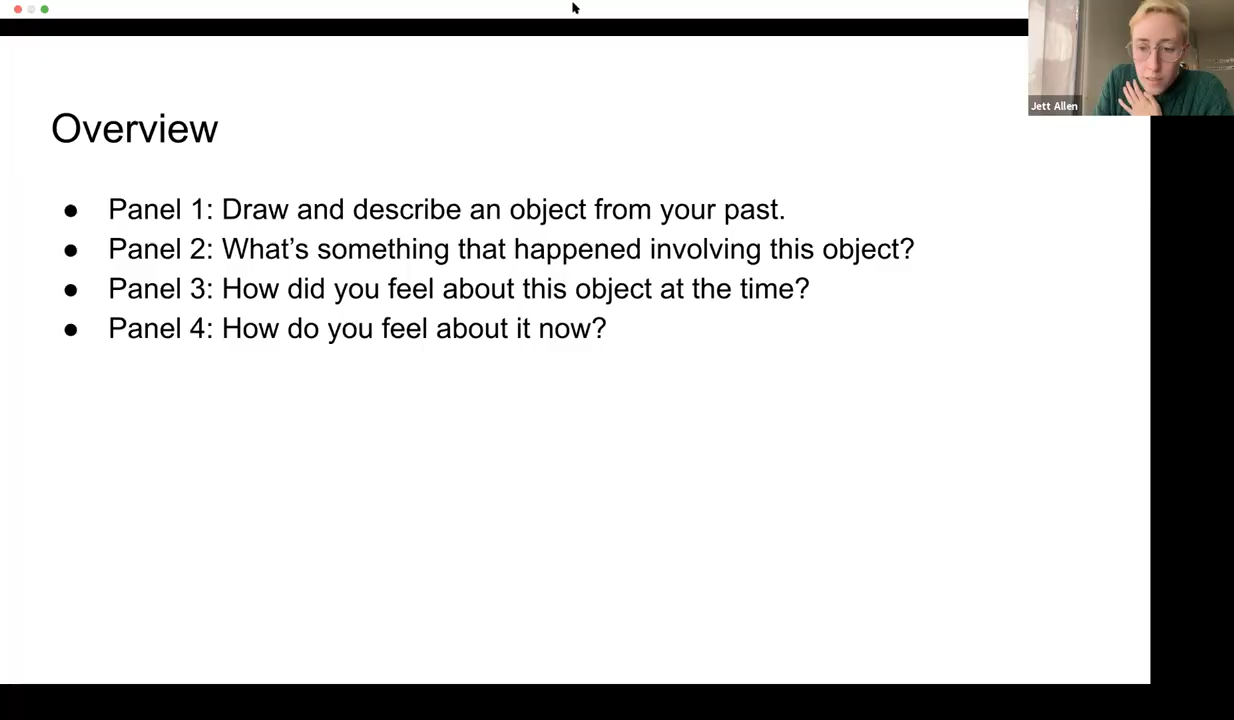 Overview
● Panel 1: Draw and describe an object from your past.
● Panel 2: What’s something that happened involving this object?
● Panel 3: How did you feel about this object at the time?
● Panel 4: How do you feel about it now?
Jett Allen